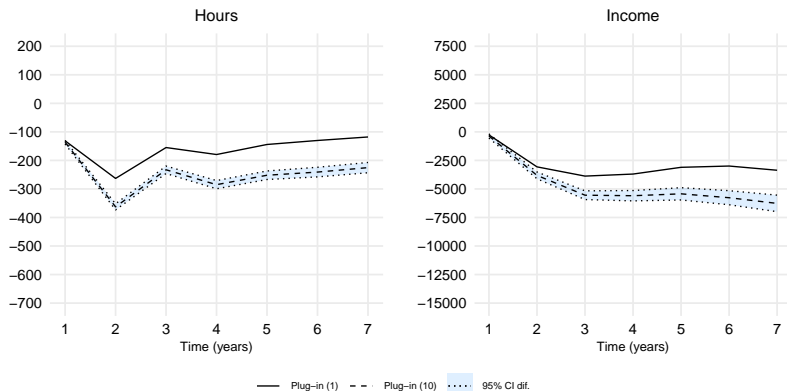 Hours
Income
200
100
0
−100
−200
−300
−400
−500
−600
−700
1 2 3 4 5 6 7
Time (years)
7500
5000
2500
0
−2500
−5000
−7500
−10000
−12500
−15000
1 2 3 4 5 6 7
Time (years)
Plug−in (1) Plug−in (10) 95% CI dif.